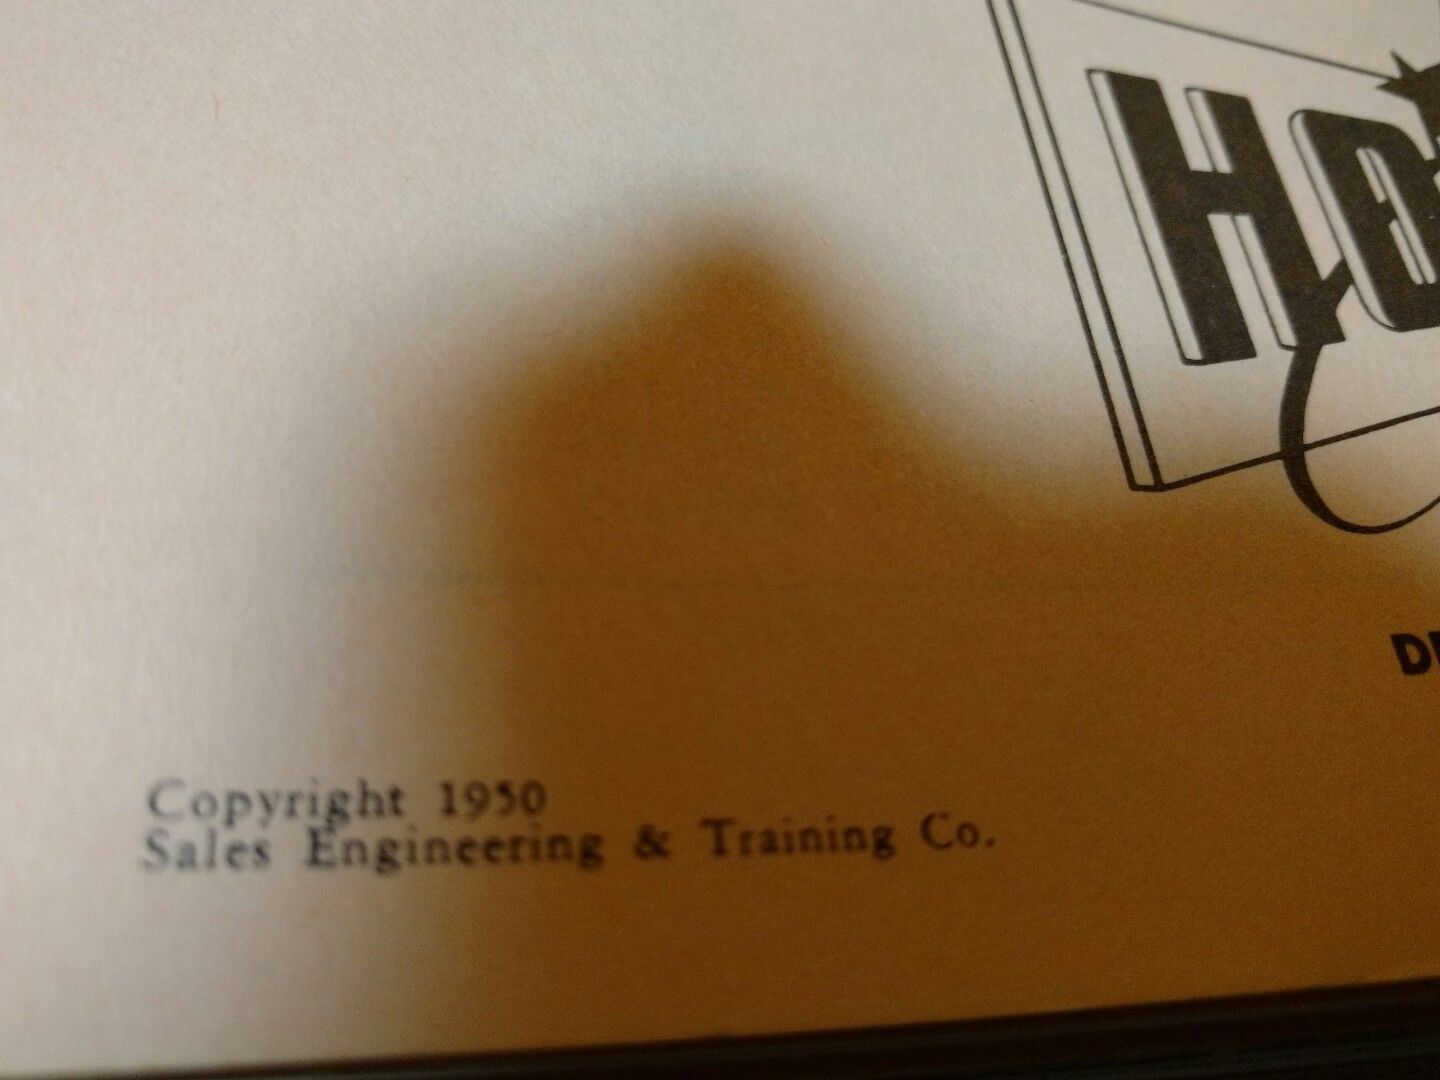 Copyright 1950
Sales Engineering & Training Co.